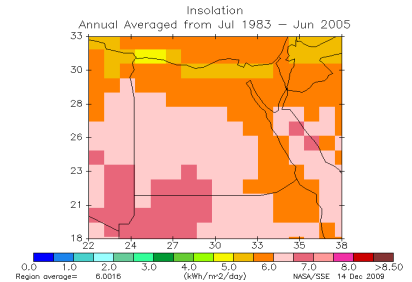 Insolation
Annual Averaged from Jul 1983 – Jun 2005
33
30
28
26
23
21
18
22 24 27 30 33 35 38
0.0 1.0 2.0 3.0 4.0 5.0 6.0 7.0 8.0 >8.50
Region average= 6.0016 (kWh/m^2/day) NASA/SSE 14 Dec 2009